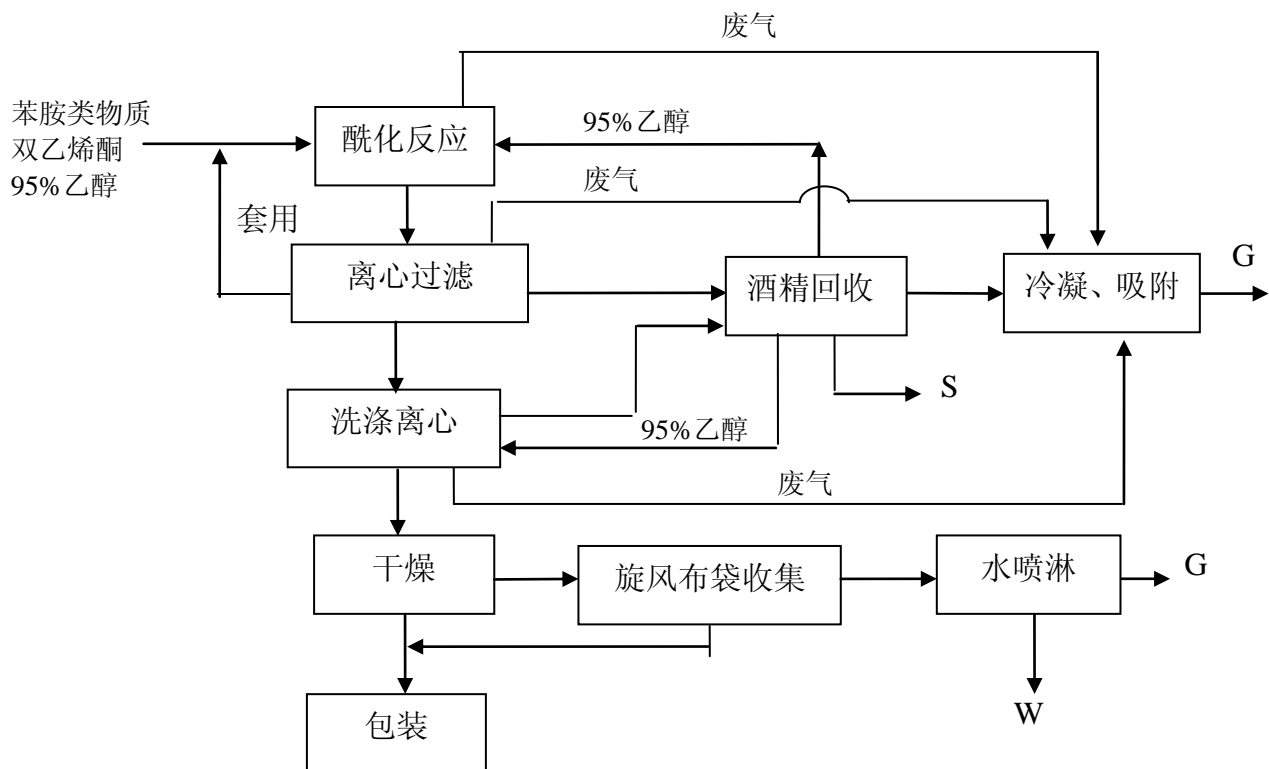 废气
苯胺类物质
双乙烯酮
95%乙醇
酰化反应
95%乙醇
废气
套用
离心过滤
酒精回收
冷凝、吸附
G
S
洗涤离心
95%乙醇
废气
干燥
旋风布袋收集
水喷淋
G
包装
W